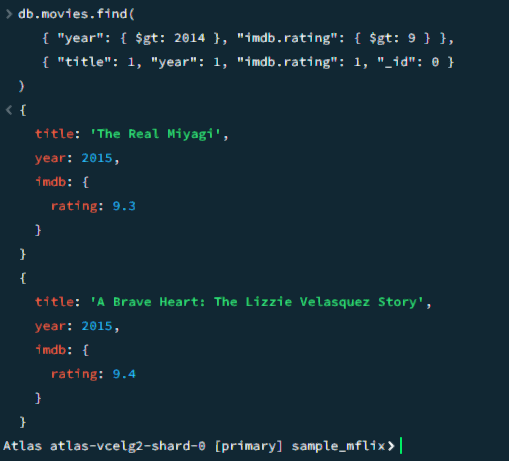 > db.movies.find(
{ "year": { $gt: 2014 }, "imdb.rating": { $gt: 9 } },
{ "title": 1, "year": 1, "imdb.rating": 1, "_id": 0 }
)
< {
title: 'The Real Miyagi',
year: 2015,
imdb: {
rating: 9.3
}
}
{
title: 'A Brave Heart: The Lizzie Velasquez Story',
year: 2015,
imdb: {
rating: 9.4
}
}
Atlas atlas-vcelg2-shard-0 [primary] sample_mflix>